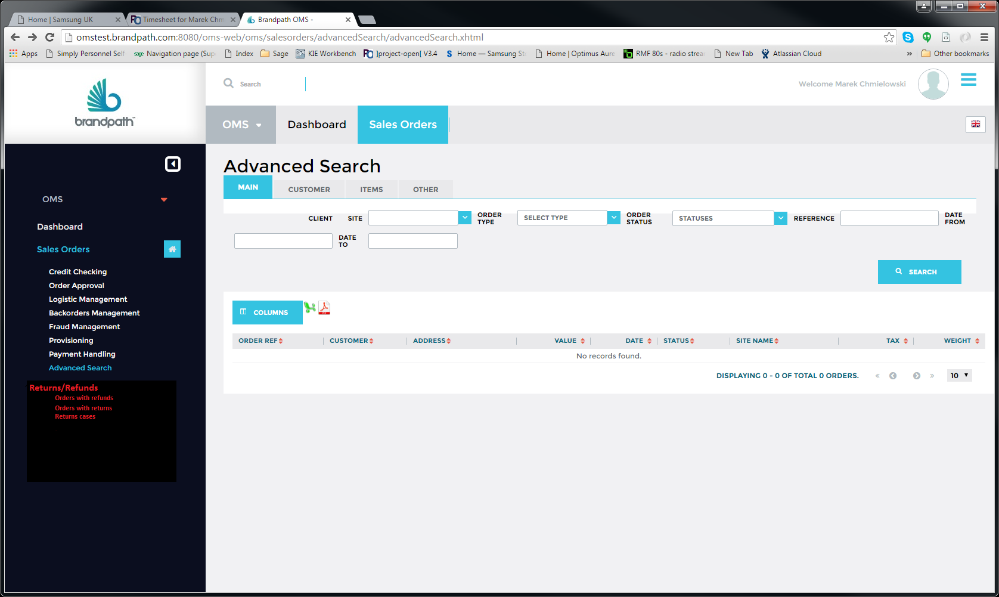 Home | Samsung UK
Timesheet for Marek Chm
Brandpath OMS -
omstest.brandpath.com:8080/oms-web/oms/salesorders/advancedSearch/advancedSearch.xhtml
Apps
Simply Personnel Self-
sage Navigation page (Sup
Index
Sage
KIE Workbench
]project-open[ V3.4
Home — Samsung St
Home | Optimus Aure
RMF 80s - radio strea
New Tab
Atlassian Cloud
»
Other bookmarks
brandpath™
Search
Welcome Marek Chmielowski
OMS
Dashboard
Sales Orders
OMS
Dashboard
Sales Orders
Credit Checking
Order Approval
Logistic Management
Backorders Management
Fraud Management
Provisioning
Payment Handling
Advanced Search
Returns/Refunds
Orders with refunds
Orders with returns
Returns cases
Advanced Search
MAIN
CUSTOMER
ITEMS
OTHER
CLIENT
SITE
ORDER TYPE
SELECT TYPE
ORDER STATUS
STATUSES
REFERENCE
DATE FROM
DATE TO
SEARCH
COLUMNS
ORDER REF
CUSTOMER
ADDRESS
VALUE
DATE
STATUS
SITE NAME
TAX
WEIGHT
No records found.
DISPLAYING 0 - 0 OF TOTAL 0 ORDERS.
10